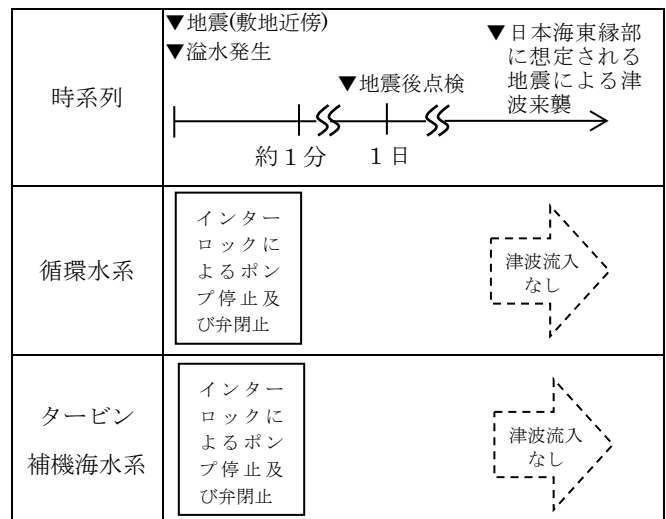 時系列
▼地震(敷地近傍)
▼溢水発生
▼地震後点検
▼日本海東縁部
に想定される
地震による津
波来襲
約１分
１日
循環水系
インター
ロックに
よるポン
プ停止及
び弁閉止
津波流入
なし
タービン
補機海水系
インター
ロックに
よるポン
プ停止及
び弁閉止
津波流入
なし